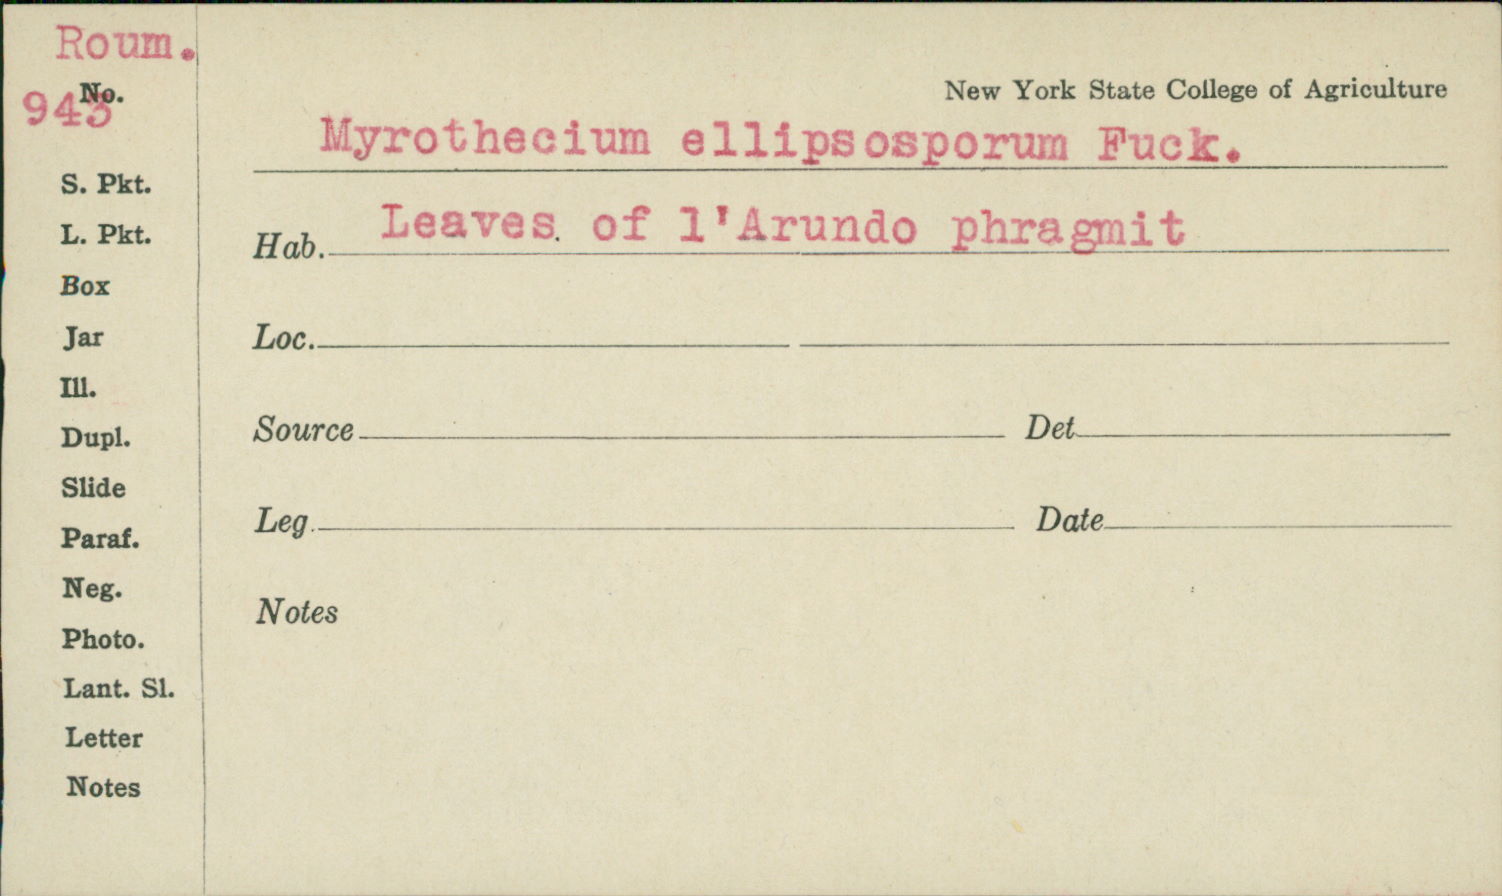 Roum.
No.
943
New York State College of Agriculture
Myrothecium ellipsosporum Fuck.
Hab. Leaves. of l'Arundo phragmit
S. Pkt.
L. Pkt.
Box
Jar
Ill.
Dupl.
Slide
Paraf.
Neg.
Photo.
Lant. Sl.
Letter
Notes
Loc.
Source Det.
Leg. Date
Notes